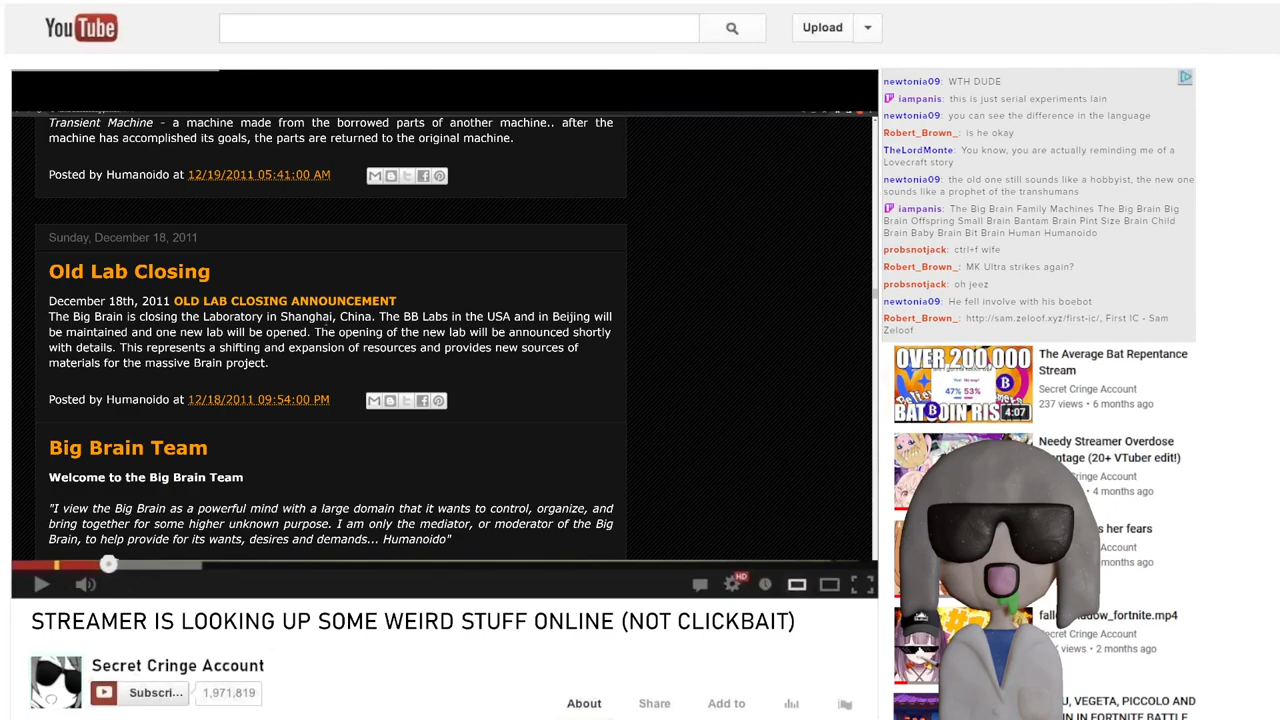 YouTube
Upload
Transient Machine - a machine made from the borrowed parts of another machine.. after the
machine has accomplished its goals, the parts are returned to the original machine.
Posted by Humanoido at 12/19/2011 05:41:00 AM
Sunday, December 18, 2011
Old Lab Closing
December 18th, 2011 OLD LAB CLOSING ANNOUNCEMENT
The Big Brain is closing the Laboratory in Shanghai, China. The BB Labs in the USA and in Beijing will
be maintained and one new lab will be opened. The opening of the new lab will be announced shortly
with details. This represents a shifting and expansion of resources and provides new sources of
materials for the massive Brain project.
Posted by Humanoido at 12/18/2011 09:54:00 PM
Big Brain Team
Welcome to the Big Brain Team
"I view the Big Brain as a powerful mind with a large domain that it wants to control, organize, and
bring together for some higher unknown purpose. I am only the mediator, or moderator of the Big
Brain, to help provide for its wants, desires and demands... Humanoido"
HD
STREAMER IS LOOKING UP SOME WEIRD STUFF ONLINE (NOT CLICKBAIT)
Secret Cringe Account
Subscri... 1,971,819
About Share Add to
newtonia09: WTH DUDE
iampanis: this is just serial experiments lain
newtonia09: you can see the difference in the language
Robert_Brown_: is he okay
TheLordMonte: You know, you are actually reminding me of a
Lovecraft story
newtonia09: the old one still sounds like a hobbyist, the new one
sounds like a prophet of the transhumans
iampanis: The Big Brain Family Machines The Big Brain Big
Brain Offspring Small Brain Bantam Brain Pint Size Brain Child
Brain Baby Brain Bit Brain Human Humanoido
probsnotjack: ctrl+f wife
Robert_Brown_: MK Ultra strikes again?
probsnotjack: oh jeez
newtonia09: He fell involve with his boebot
Robert_Brown_: http://sam.zeloof.xyz/first-ic/, First IC - Sam
Zeloof
OVER 200,000
47% 53%
4:07
The Average Bat Repentance
Stream
Secret Cringe Account
237 views • 6 months ago
Needy Streamer Overdose
ntage (20+ VTuber edit!)
Cringe Account
• 4 months ago
s her fears
Account
months ago
dow_fortnite.mp4
ecret Cringe Account
views • 2 months ago
U, VEGETA, PICCOLO AND
N IN FORTNITE BATTLE